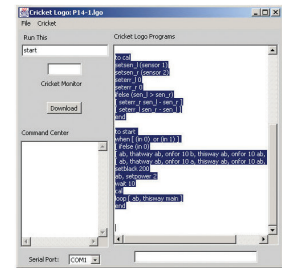 Cricket Logo: P14-1.lgo
File Cricket
Run This
start
Cricket Monitor
Download
Command Center
Serial Port: COM1
Cricket Logo Programs
to cal
setsen_l (sensor 1)
setsen_r (sensor 2)
seterr_l 0
seterr_r 0
ifelse (sen_l > sen_r)
[ seterr_r sen_l - sen_r ]
[ seterr_l sen_r - sen_l ]
end
to start
when [ (in 0) or (in 1) ]
[ ifelse (in 0)
[ ab, thatway ab, onfor 10 b, thisway ab, onfor 10 ab,
[ ab, thatway ab, onfor 10 a, thisway ab, onfor 10 ab,
setblack 200
ab, setpower 2
wait 10
cal
loop [ ab, thisway main ]
end